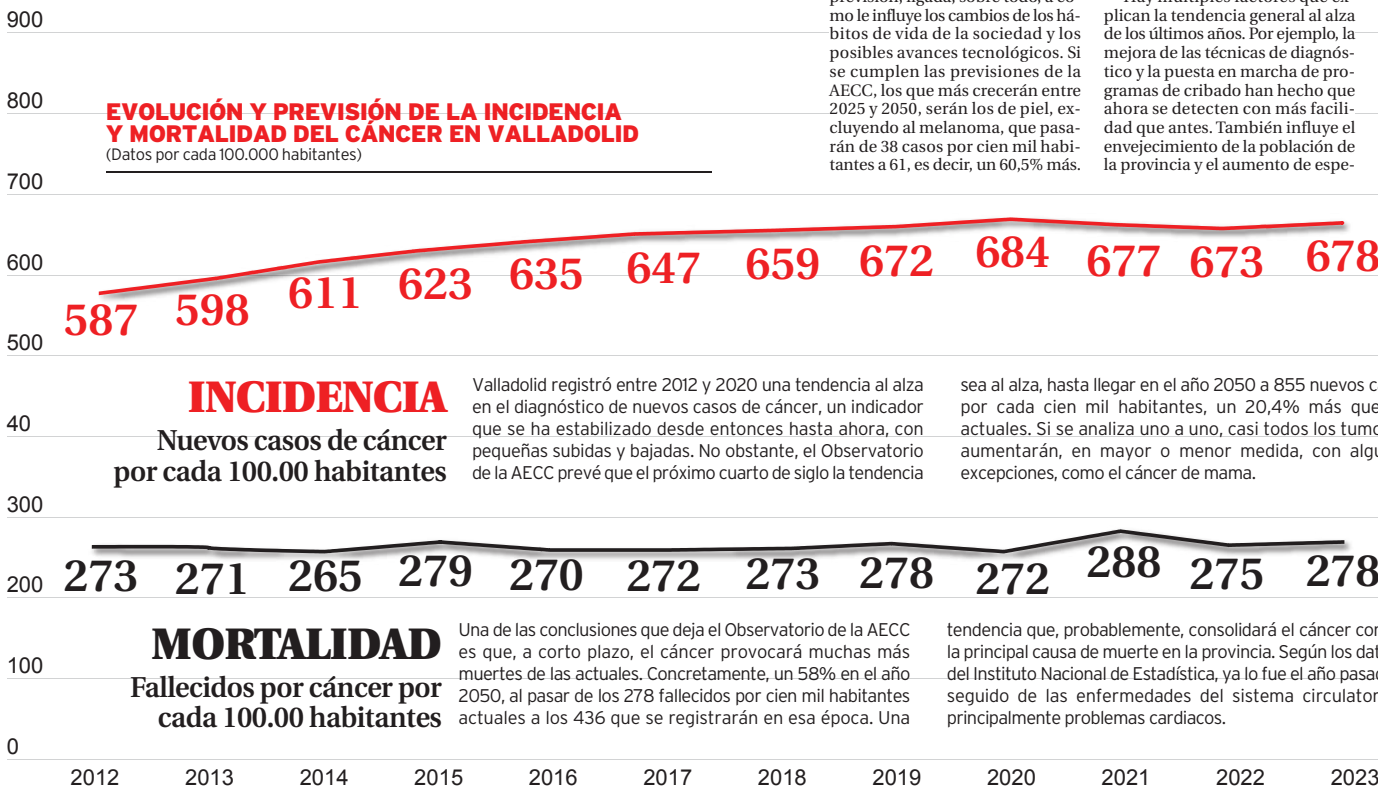 previsión, ligada, sobre todo, a có-
mo le influye los cambios de los há-
bitos de vida de la sociedad y los
posibles avances tecnológicos. Si
se cumplen las previsiones de la
AECC, los que más crecerán entre
2025 y 2050, serán los de piel, ex-
cluyendo al melanoma, que pasa-
rán de 38 casos por cien mil habi-
tantes a 61, es decir, un 60,5% más.
Hay múltiples factores que ex-
plican la tendencia general al alza
de los últimos años. Por ejemplo, la
mejora de las técnicas de diagnós-
tico y la puesta en marcha de pro-
gramas de cribado han hecho que
ahora se detecten con más facili-
dad que antes. También influye el
envejecimiento de la población de
la provincia y el aumento de espe-
EVOLUCIÓN Y PREVISIÓN DE LA INCIDENCIA
Y MORTALIDAD DEL CÁNCER EN VALLADOLID
(Datos por cada 100.000 habitantes)
900
800
700
600
500
40
300
200
100
0
587 598 611 623 635 647 659 672 684 677 673 678
INCIDENCIA
Nuevos casos de cáncer
por cada 100.00 habitantes
Valladolid registró entre 2012 y 2020 una tendencia al alza
en el diagnóstico de nuevos casos de cáncer, un indicador
que se ha estabilizado desde entonces hasta ahora, con
pequeñas subidas y bajadas. No obstante, el Observatorio
de la AECC prevé que el próximo cuarto de siglo la tendencia
sea al alza, hasta llegar en el año 2050 a 855 nuevos c
por cada cien mil habitantes, un 20,4% más que
actuales. Si se analiza uno a uno, casi todos los tumo
aumentarán, en mayor o menor medida, con algu
excepciones, como el cáncer de mama.
273 271 265 279 270 272 273 278 272 288 275 278
MORTALIDAD
Fallecidos por cáncer por
cada 100.00 habitantes
Una de las conclusiones que deja el Observatorio de la AECC
es que, a corto plazo, el cáncer provocará muchas más
muertes de las actuales. Concretamente, un 58% en el año
2050, al pasar de los 278 fallecidos por cien mil habitantes
actuales a los 436 que se registrarán en esa época. Una
tendencia que, probablemente, consolidará el cáncer con
la principal causa de muerte en la provincia. Según los dat
del Instituto Nacional de Estadística, ya lo fue el año pasad
seguido de las enfermedades del sistema circulator
principalmente problemas cardiacos.
2012 2013 2014 2015 2016 2017 2018 2019 2020 2021 2022 2023